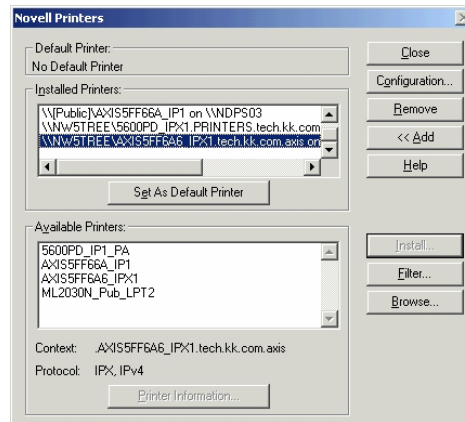 Novell Printers
Default Printer:
No Default Printer
Close
Configuration...
Installed Printers:
\\[Public]\AXIS5FF66A_IP1 on \\NDPS03
\\NW5TREE\5600PD_IPX1.PRINTERS.tech.kk.com
\\NW5TREE\AXIS5FF6A6_IPX1.tech.kk.com.axis on
Remove
<< Add
Help
Set As Default Printer
Available Printers:
5600PD_IP1_PA
AXIS5FF66A_IP1
AXIS5FF6A6_IPX1
ML2030N_Pub_LPT2
Install...
Filter...
Browse...
Context: .AXIS5FF6A6_IPX1.tech.kk.com.axis
Protocol: IPX, IPv4
Printer Information...